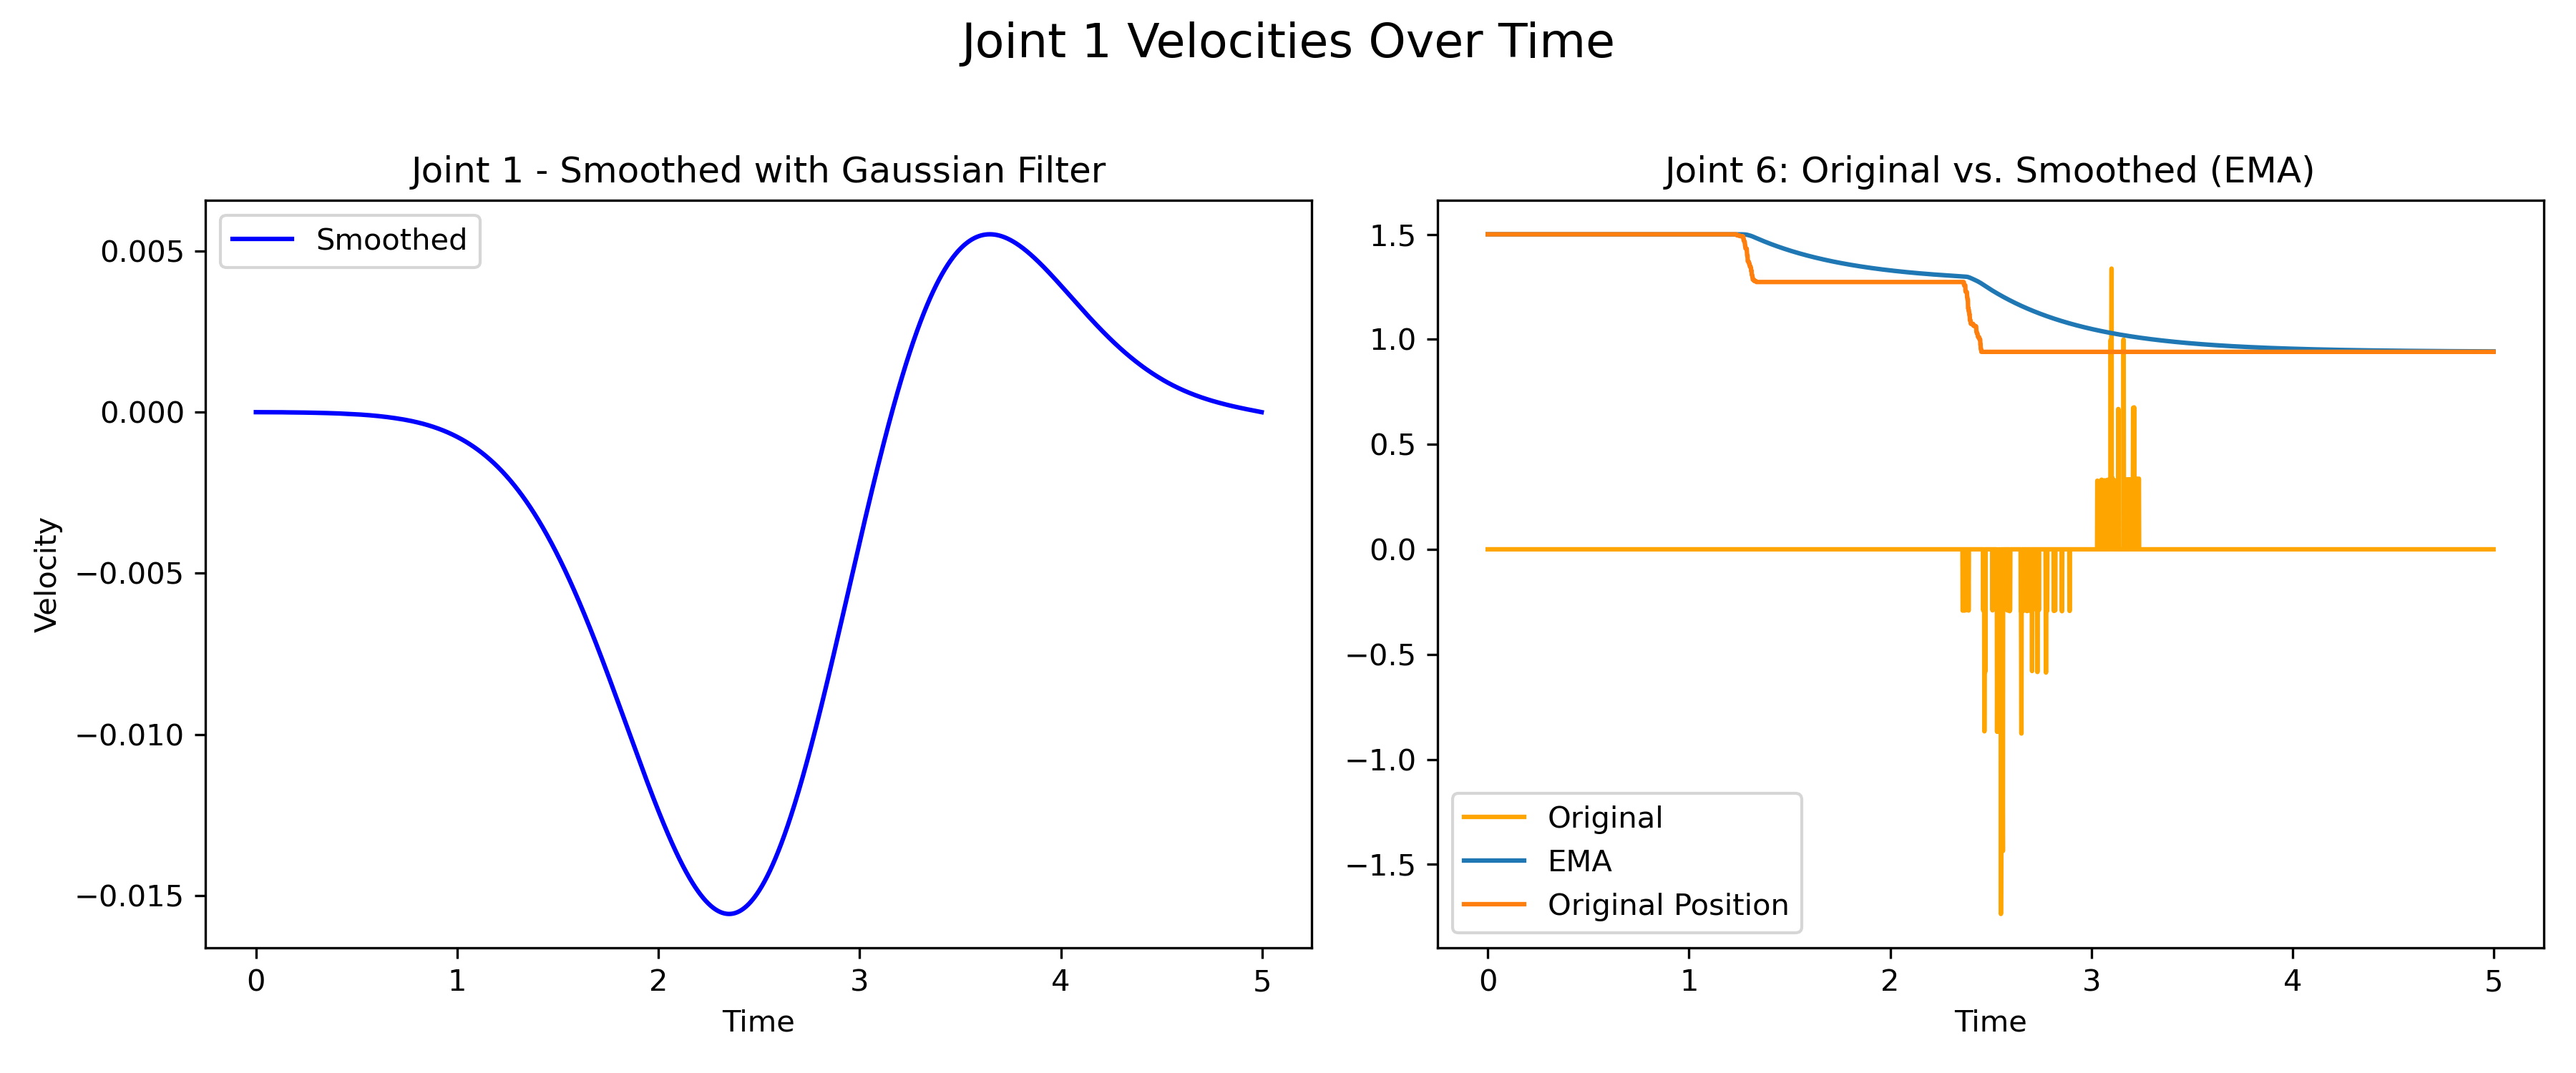 Joint 1 Velocities Over Time
Joint 1 - Smoothed with Gaussian Filter
Smoothed
0.005
0.000
−0.005
−0.010
−0.015
Velocity
0 1 2 3 4 5
Time
Joint 6: Original vs. Smoothed (EMA)
1.5
1.0
0.5
0.0
−0.5
−1.0
−1.5
Original
EMA
Original Position
0 1 2 3 4 5
Time